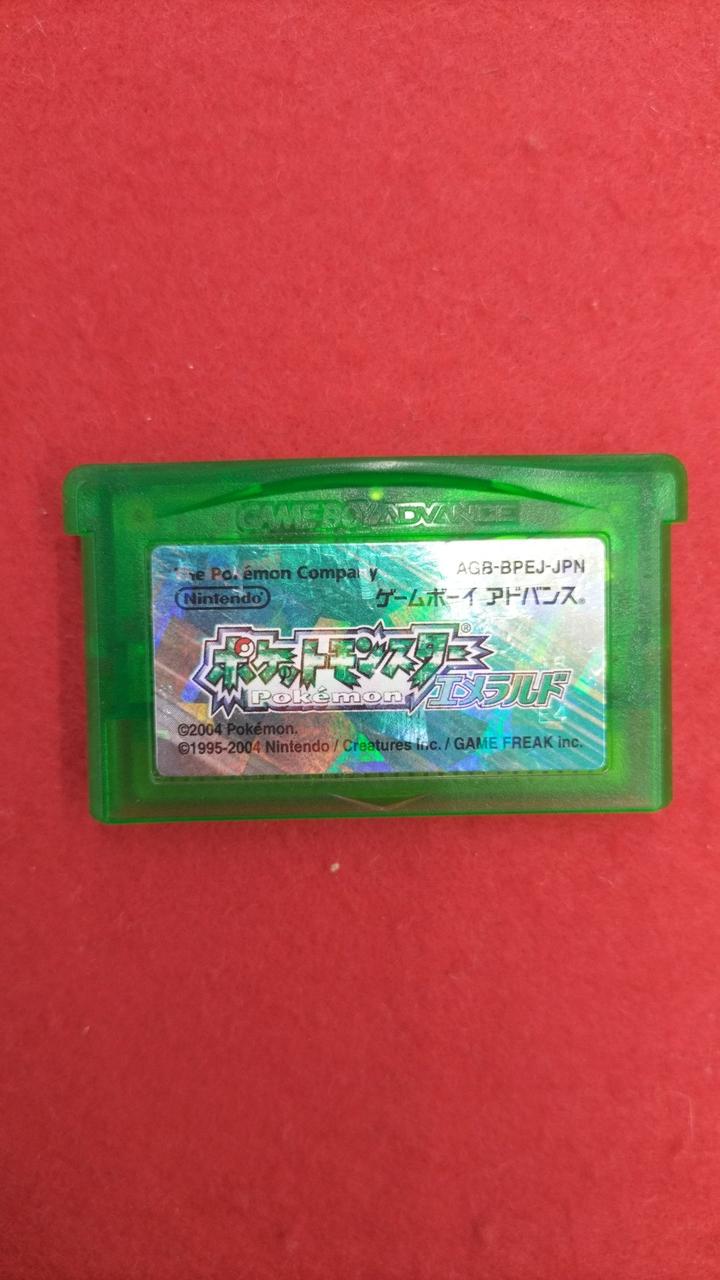 GAME BOY ADVANCE
The Pokémon Company
AGB-BPEJ-JPN
Nintendo®
ゲームボーイ アドバンス®
ポケットモンスター®
Pokémon
エメラルド
©2004 Pokémon.
©1995-2004 Nintendo / Creatures inc. / GAME FREAK inc.